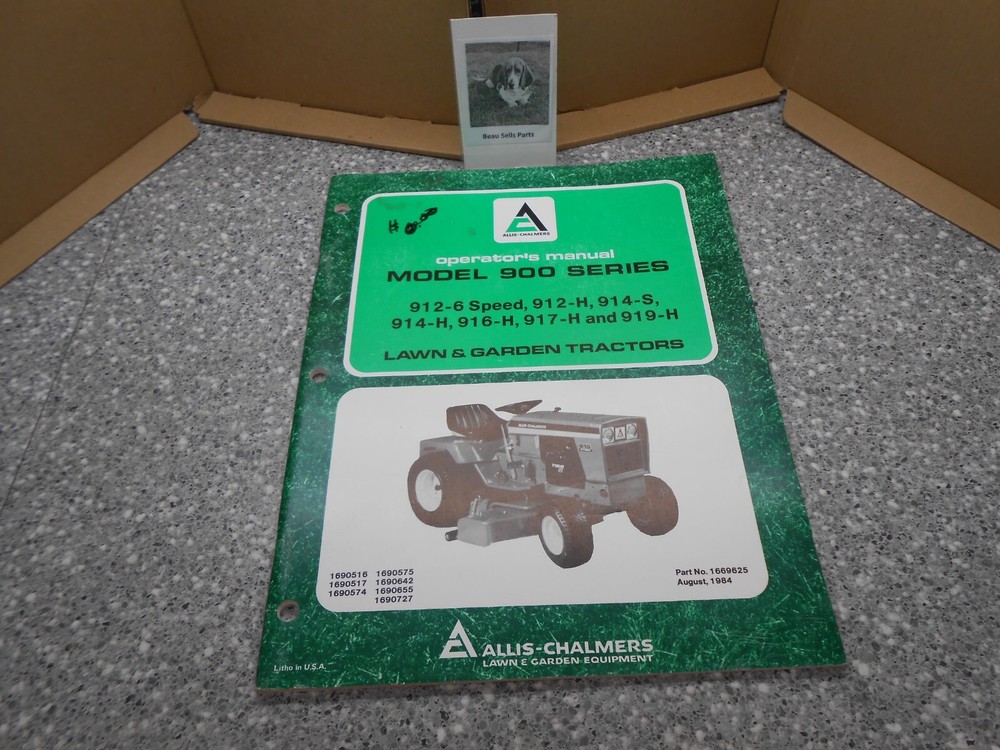 Beau Sells Parts
ALLIS-CHALMERS
operator's manual
MODEL 900 SERIES
912-6 Speed, 912-H, 914-S,
914-H, 916-H, 917-H and 919-H
LAWN & GARDEN TRACTORS
ALLIS-CHALMERS
1690516 1690575
1690517 1690642
1690574 1690655
1690727
Part No. 1669625
August, 1984
ALLIS-CHALMERS
LAWN & GARDEN EQUIPMENT
Litho in U.S.A.